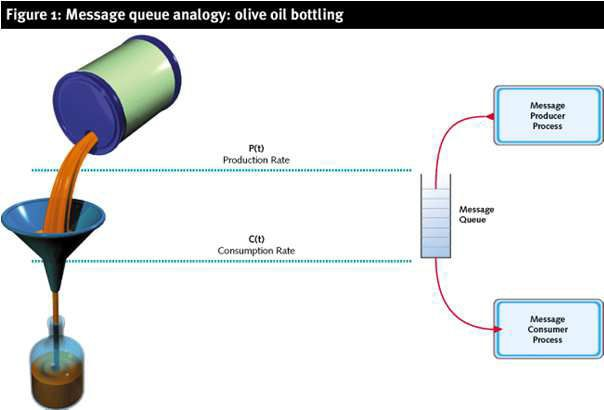 Figure 1: Message queue analogy: olive oil bottling
P(t)
Production Rate
C(t)
Consumption Rate
Message
Producer
Process
Message
Queue
Message
Consumer
Process